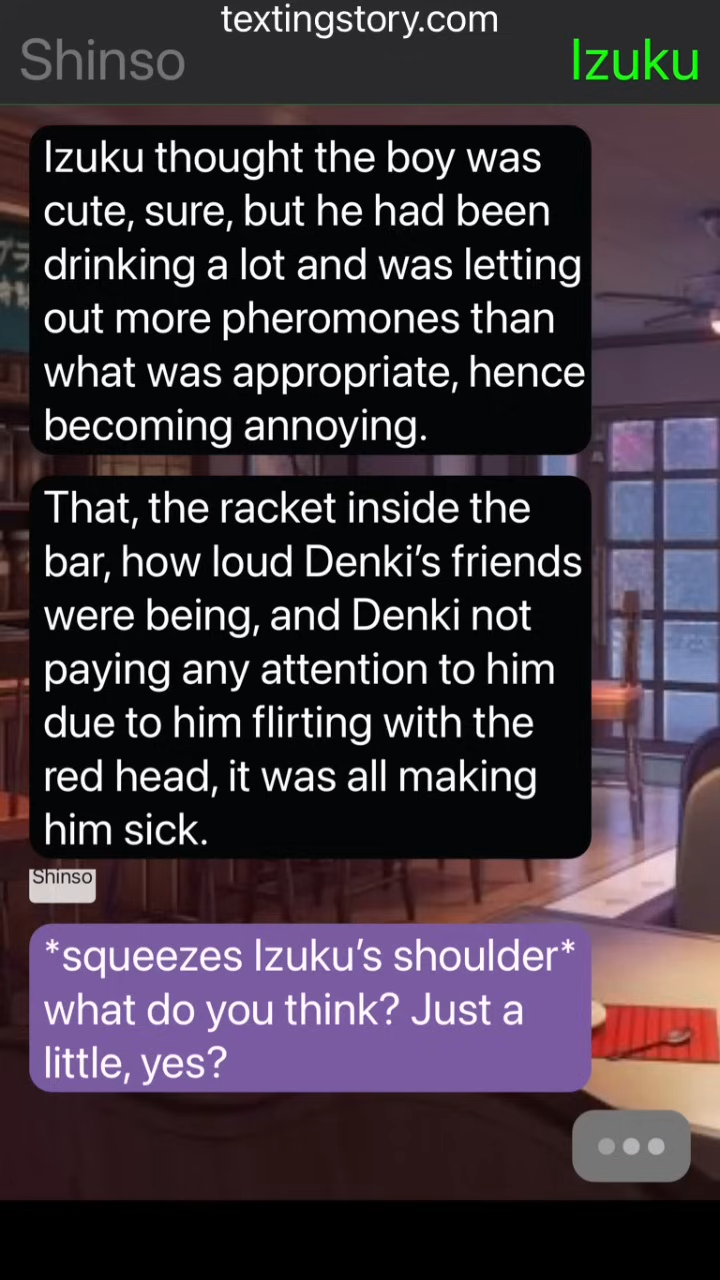 textingstory.com
Shinso
Izuku
Izuku thought the boy was
cute, sure, but he had been
drinking a lot and was letting
out more pheromones than
what was appropriate, hence
becoming annoying.
That, the racket inside the
bar, how loud Denki’s friends
were being, and Denki not
paying any attention to him
due to him flirting with the
red head, it was all making
him sick.
Shinso
*squeezes Izuku’s shoulder*
what do you think? Just a
little, yes?